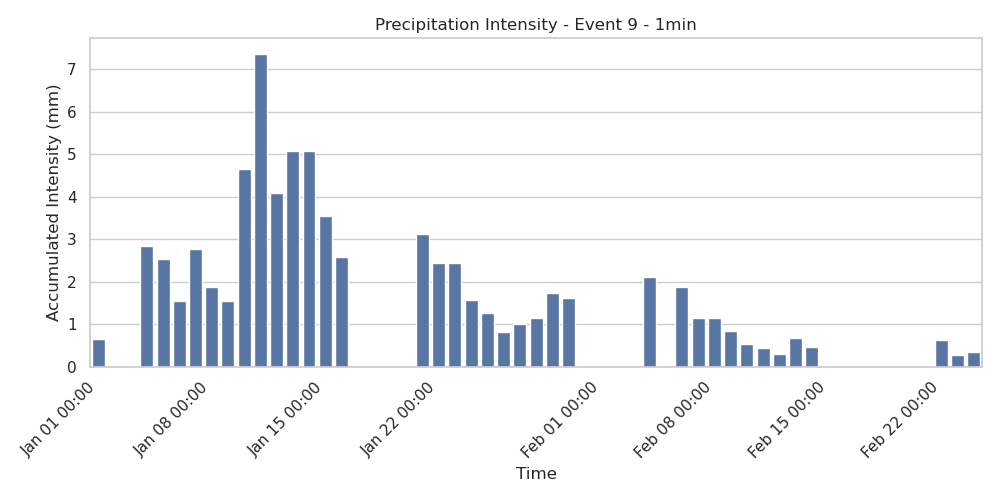 Precipitation Intensity - Event 9 - 1min
Accumulated Intensity (mm)
7
6
5
4
3
2
1
0
Jan 01 00:00
Jan 08 00:00
Jan 15 00:00
Jan 22 00:00
Feb 01 00:00
Feb 08 00:00
Feb 15 00:00
Feb 22 00:00
Time